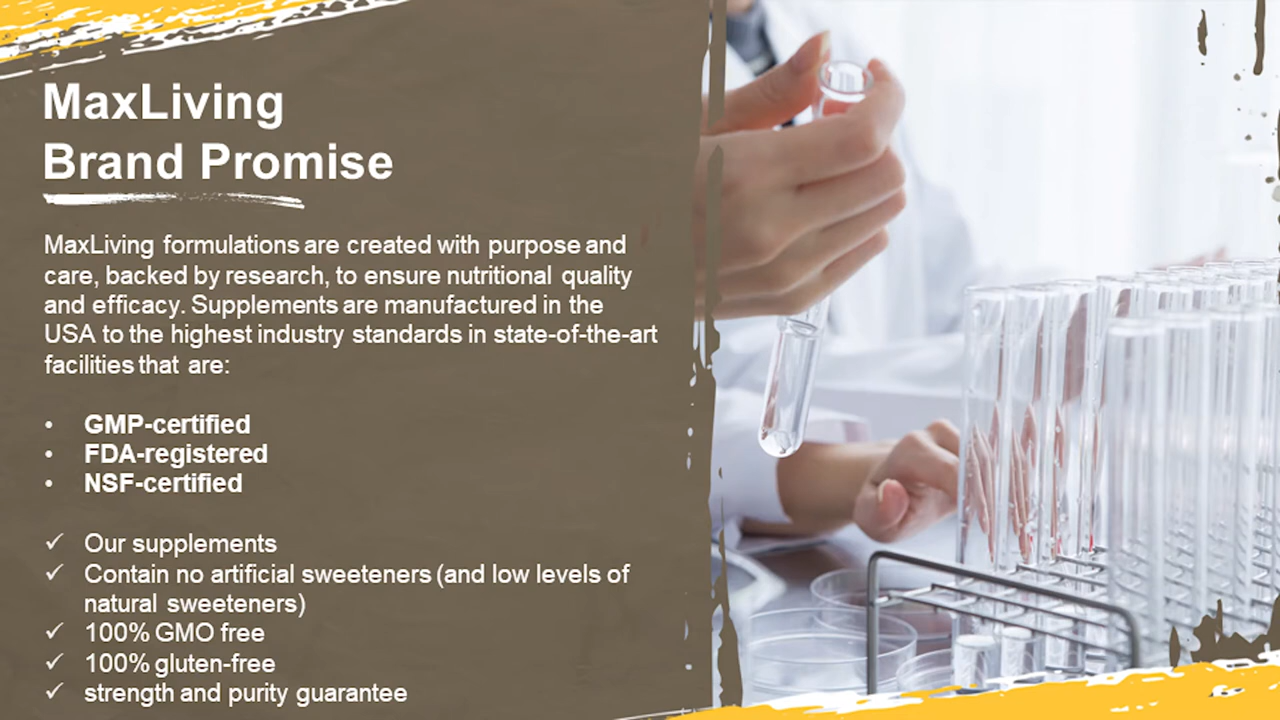 MaxLiving
Brand Promise
MaxLiving formulations are created with purpose and
care, backed by research, to ensure nutritional quality
and efficacy. Supplements are manufactured in the
USA to the highest industry standards in state-of-the-art
facilities that are:
• GMP-certified
• FDA-registered
• NSF-certified
✓ Our supplements
✓ Contain no artificial sweeteners (and low levels of
natural sweeteners)
✓ 100% GMO free
✓ 100% gluten-free
✓ strength and purity guarantee